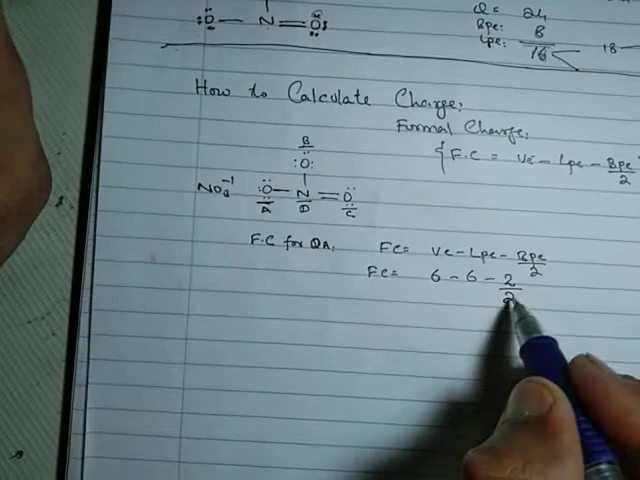 :Ö — N = Ö:
Q = 24
Bpe: 8
Lpe: 16
18 —
How to Calculate Charge:
Formal Charge,
{F.C = Ve - Lpe - Bpe/2
B
:Ö:
NO3 -1 :Ö — N = Ö
A D C
F.C for OA, FC = Ve - Lpe - Bpe/2
FC = 6 - 6 - 2/2